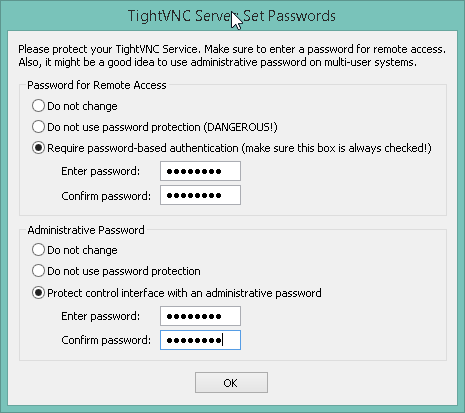 TightVNC Server: Set Passwords
Please protect your TightVNC Service. Make sure to enter a password for remote access.
Also, it might be a good idea to use administrative password on multi-user systems.
Password for Remote Access
Do not change
Do not use password protection (DANGEROUS!)
Require password-based authentication (make sure this box is always checked!)
Enter password: ●●●●●●●●
Confirm password: ●●●●●●●●
Administrative Password
Do not change
Do not use password protection
Protect control interface with an administrative password
Enter password: ●●●●●●●●
Confirm password: ●●●●●●●●
OK